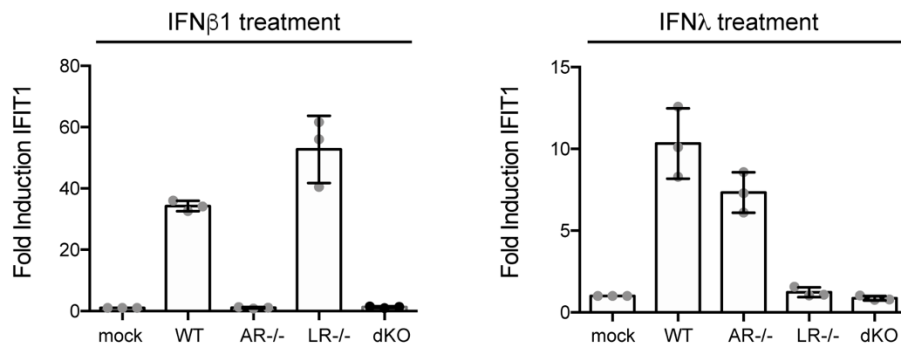 IFNβ1 treatment
Fold Induction IFIT1
80
60
40
20
0
mock WT AR-/- LR-/- dKO
IFNλ treatment
Fold Induction IFIT1
15
10
5
0
mock WT AR-/- LR-/- dKO